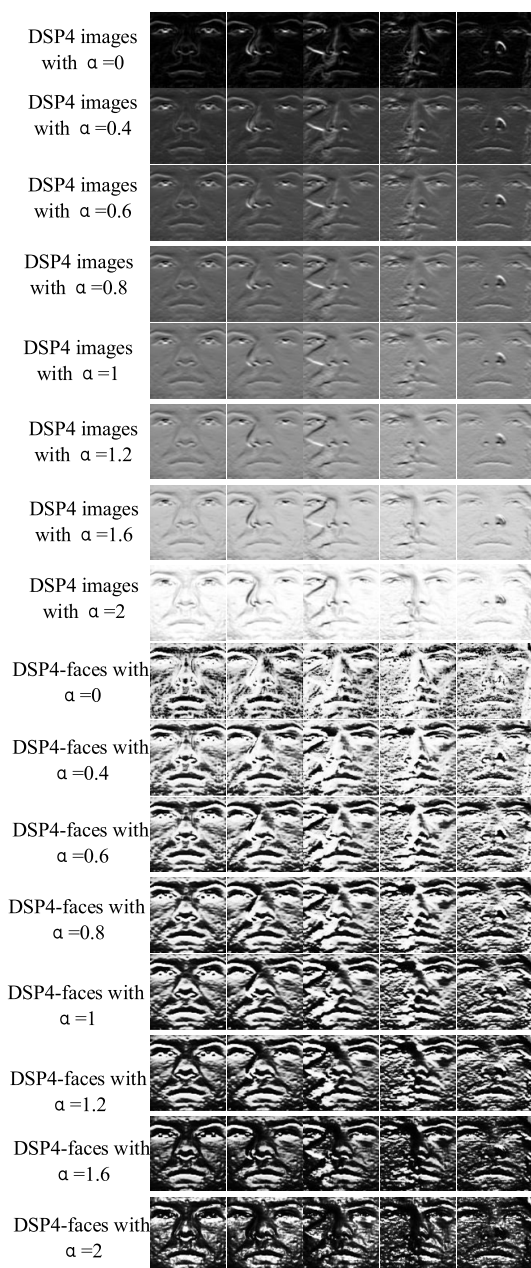 DSP4 images
with α=0
DSP4 images
with α=0.4
DSP4 images
with α=0.6
DSP4 images
with α=0.8
DSP4 images
with α=1
DSP4 images
with α=1.2
DSP4 images
with α=1.6
DSP4 images
with α=2
DSP4-faces with
α=0
DSP4-faces with
α=0.4
DSP4-faces with
α=0.6
DSP4-faces with
α=0.8
DSP4-faces with
α=1
DSP4-faces with
α=1.2
DSP4-faces with
α=1.6
DSP4-faces with
α=2